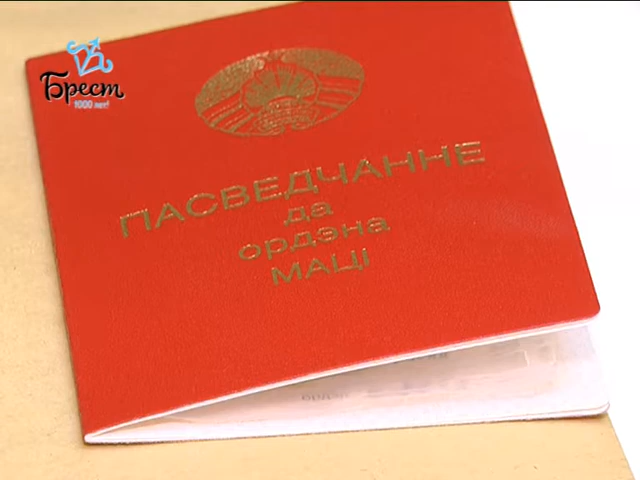 Брест
1000 лет!
ПАСВЕДЧАННЕ
да
ордэна
МАЦІ